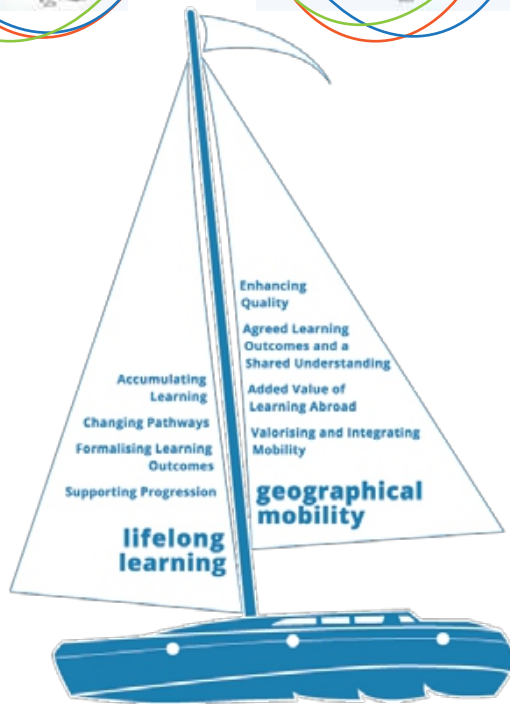 Enhancing
Quality
Agreed Learning
Outcomes and a
Shared Understanding
Added Value of
Learning Abroad
Valorising and Integrating
Mobility
geographical
mobility
Accumulating
Learning
Changing Pathways
Formalising Learning
Outcomes
Supporting Progression
lifelong
learning